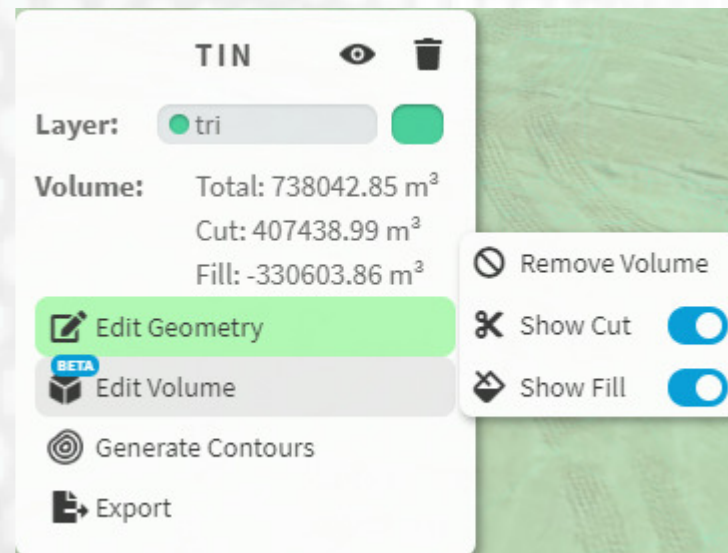 TIN
Layer: tri
Volume: Total: 738042.85 m³
Cut: 407438.99 m³
Fill: -330603.86 m³
Edit Geometry
BETA
Edit Volume
Generate Contours
Export
Remove Volume
Show Cut
Show Fill